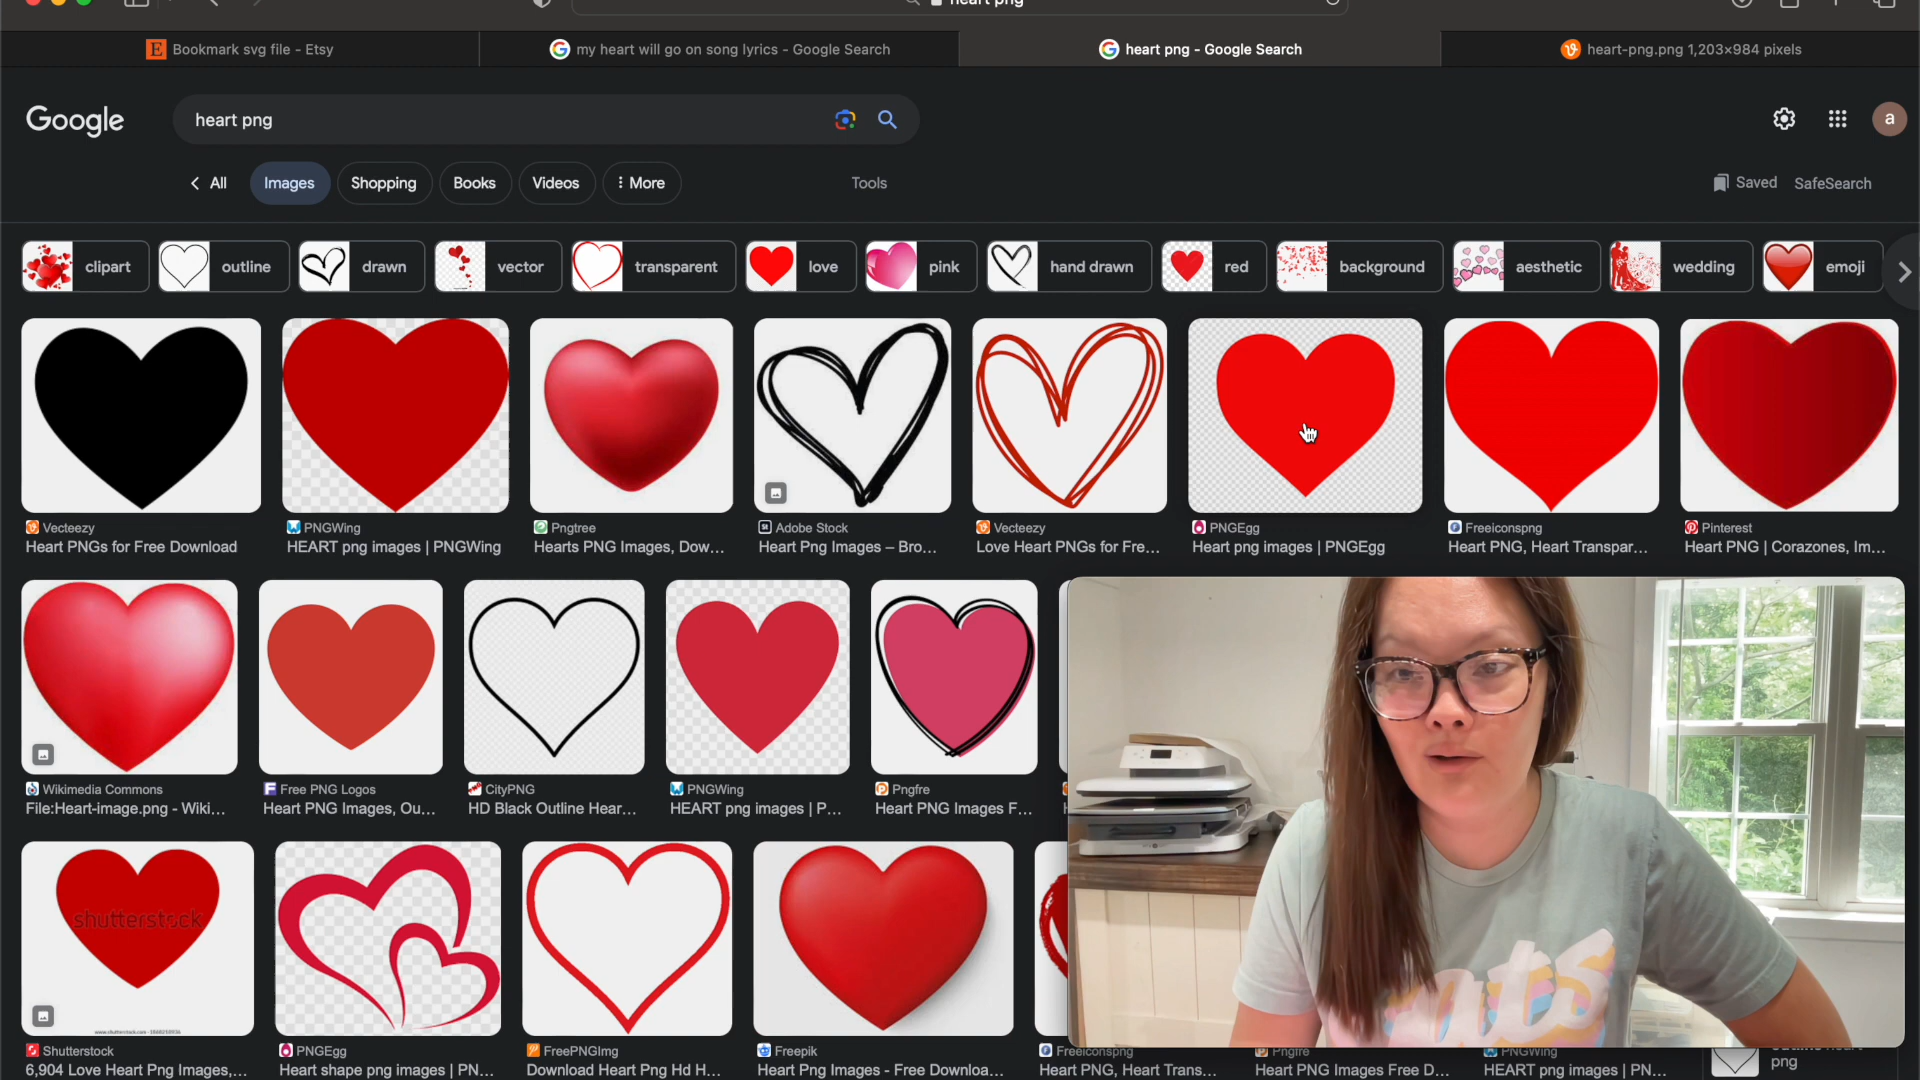 heart png
Bookmark svg file - Etsy
my heart will go on song lyrics - Google Search
heart png - Google Search
heart-png.png 1,203×984 pixels
Google
heart png
a
All
Images
Shopping
Books
Videos
More
Tools
Saved
SafeSearch
clipart
outline
drawn
vector
transparent
love
pink
hand drawn
red
background
aesthetic
wedding
emoji
Vecteezy
Heart PNGs for Free Download
PNGWing
HEART png images | PNGWing
Pngtree
Hearts PNG Images, Dow...
Adobe Stock
Heart Png Images – Bro...
Vecteezy
Love Heart PNGs for Fre...
PNGEgg
Heart png images | PNGEgg
Freeiconspng
Heart PNG, Heart Transpar...
Pinterest
Heart PNG | Corazones, Im...
Wikimedia Commons
File:Heart-image.png - Wiki...
Free PNG Logos
Heart PNG Images, Ou...
CityPNG
HD Black Outline Hear...
PNGWing
HEART png images | P...
Pngfre
Heart PNG Images F...
shutterstock
Shutterstock
6,904 Love Heart Png Images,...
PNGEgg
Heart shape png images | PN...
FreePNGImg
Download Heart Png Hd H...
Freepik
Heart Png Images - Free Downloa...
Freeiconspng
Heart PNG, Heart Trans...
Pngfre
Heart PNG Images Free D...
PNGWing
HEART png images | PN...
outline heart
png